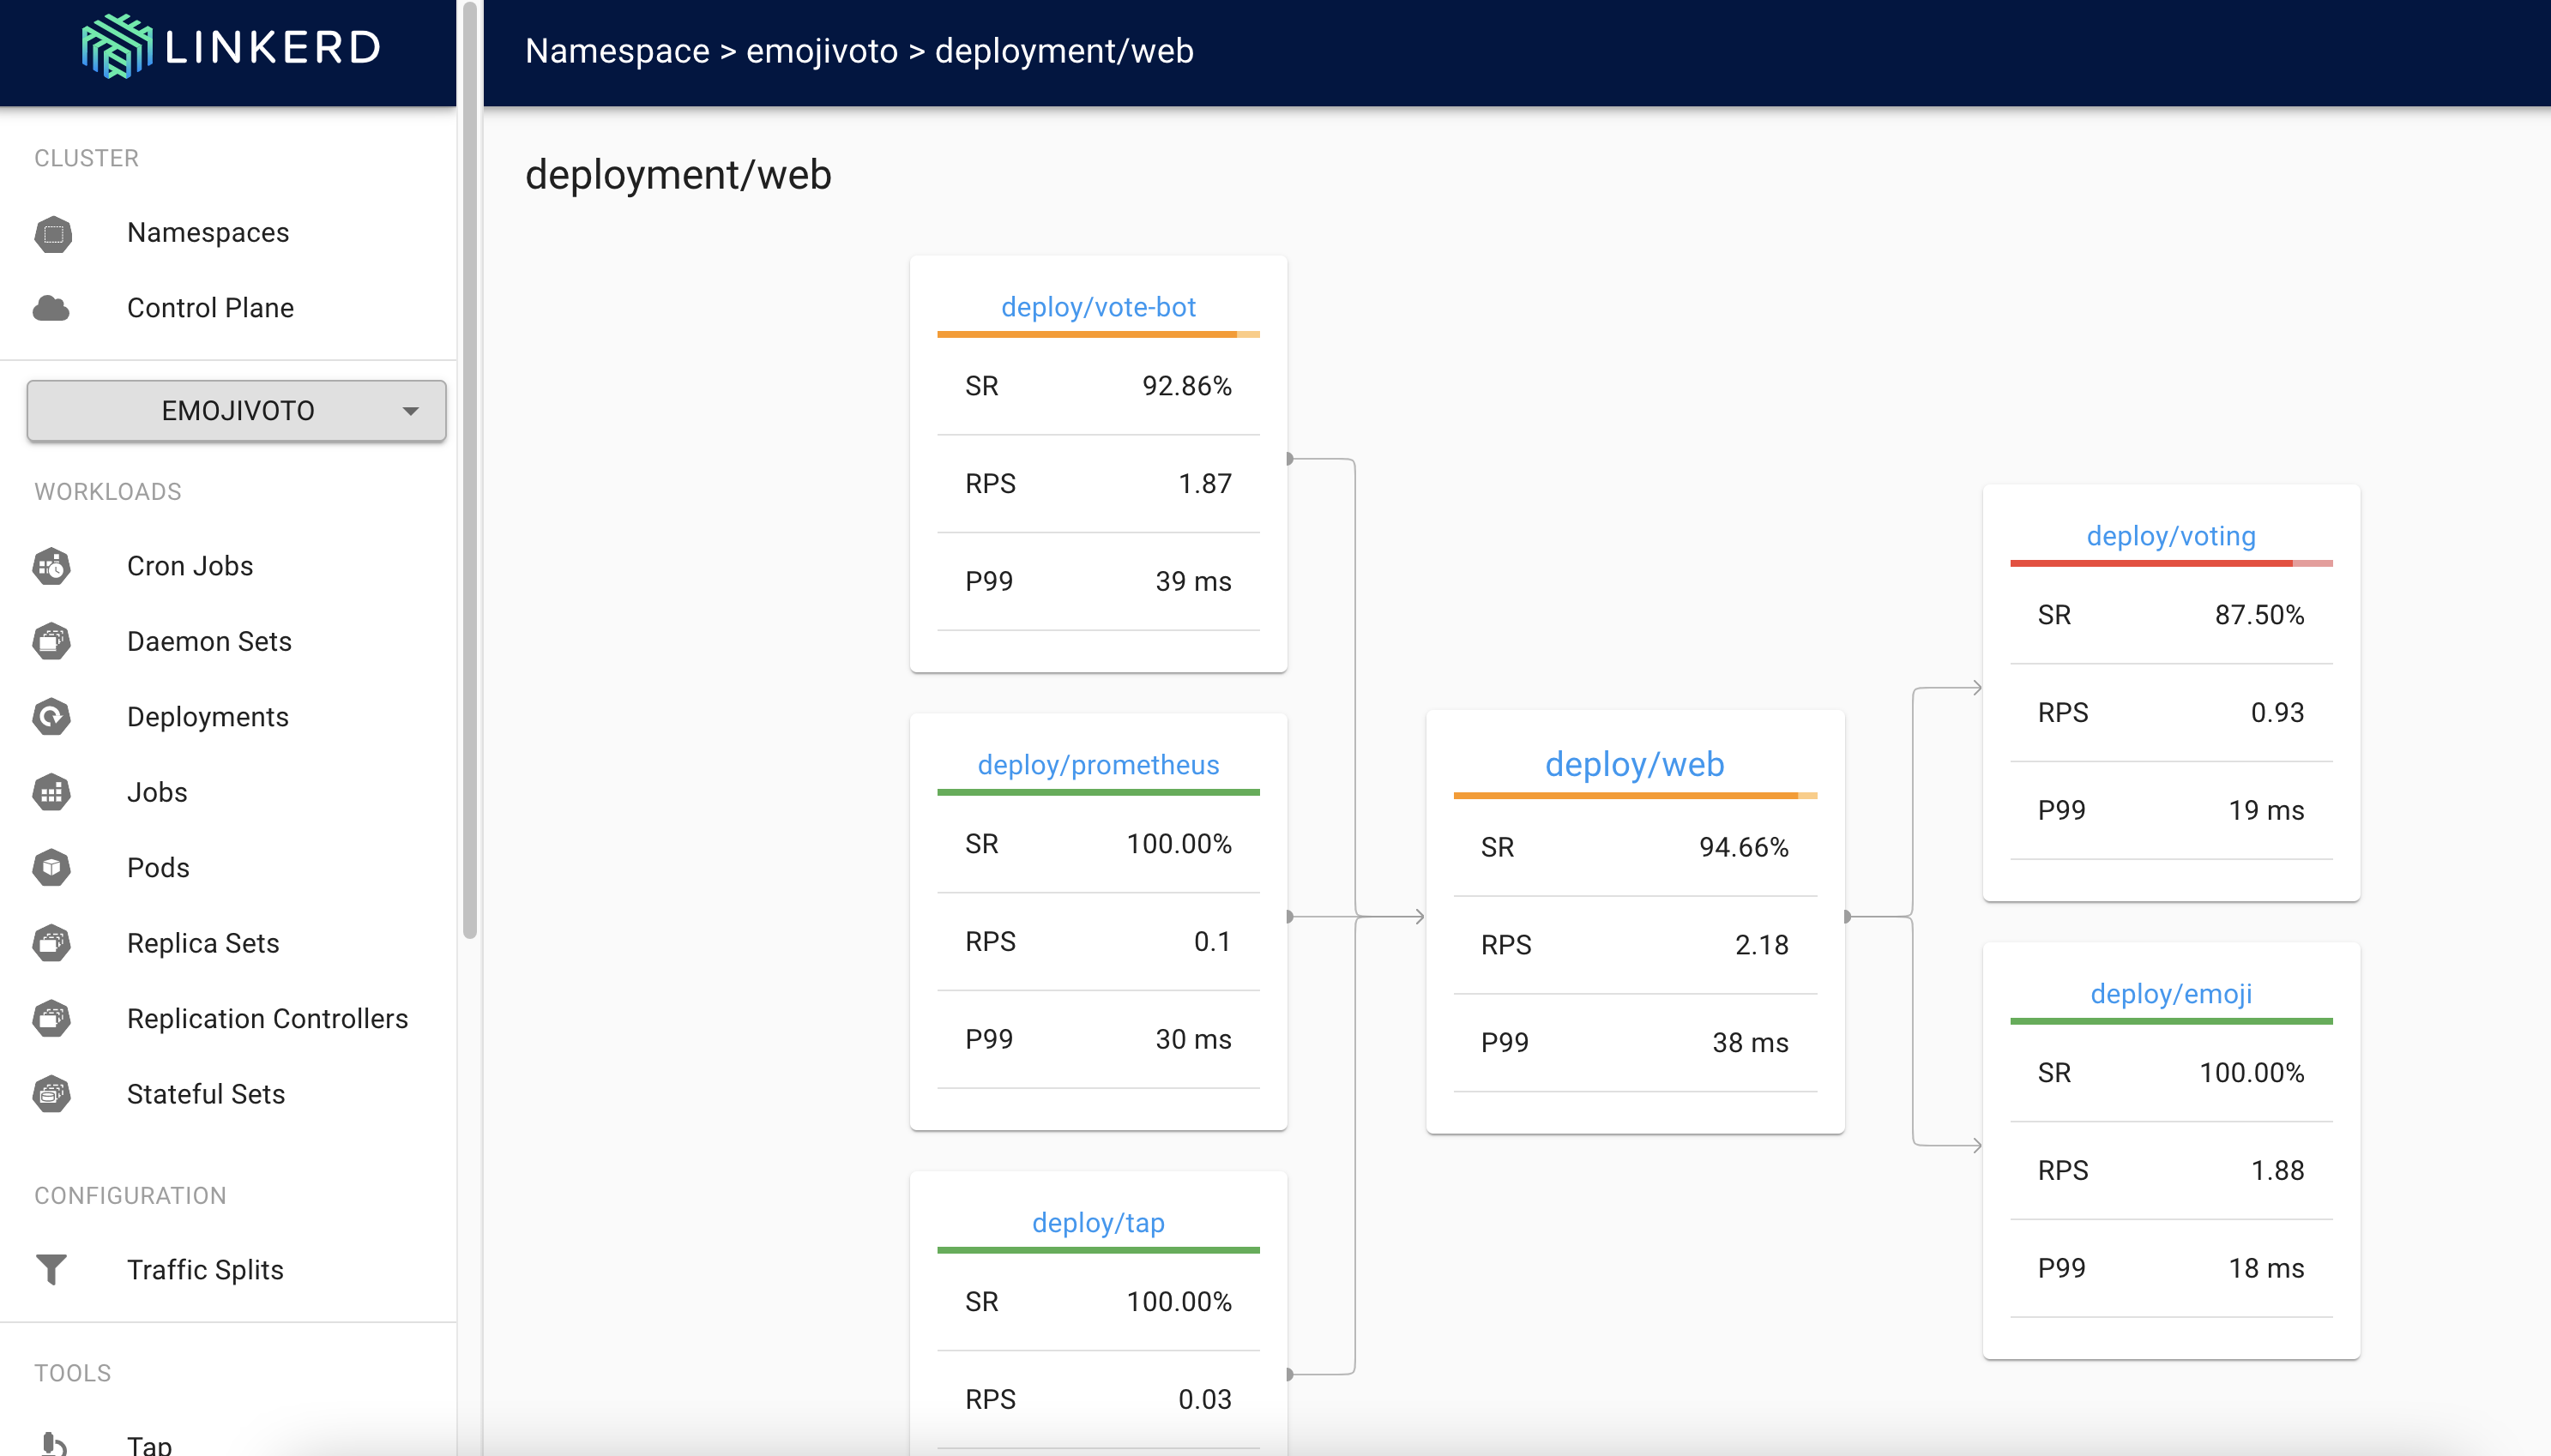 LINKERD
Namespace > emojivoto > deployment/web
CLUSTER
Namespaces
Control Plane
EMOJIVOTO
WORKLOADS
Cron Jobs
Daemon Sets
Deployments
Jobs
Pods
Replica Sets
Replication Controllers
Stateful Sets
CONFIGURATION
Traffic Splits
TOOLS
Tap
deployment/web
deploy/vote-bot
SR 92.86%
RPS 1.87
P99 39 ms
deploy/prometheus
SR 100.00%
RPS 0.1
P99 30 ms
deploy/tap
SR 100.00%
RPS 0.03
deploy/web
SR 94.66%
RPS 2.18
P99 38 ms
deploy/voting
SR 87.50%
RPS 0.93
P99 19 ms
deploy/emoji
SR 100.00%
RPS 1.88
P99 18 ms